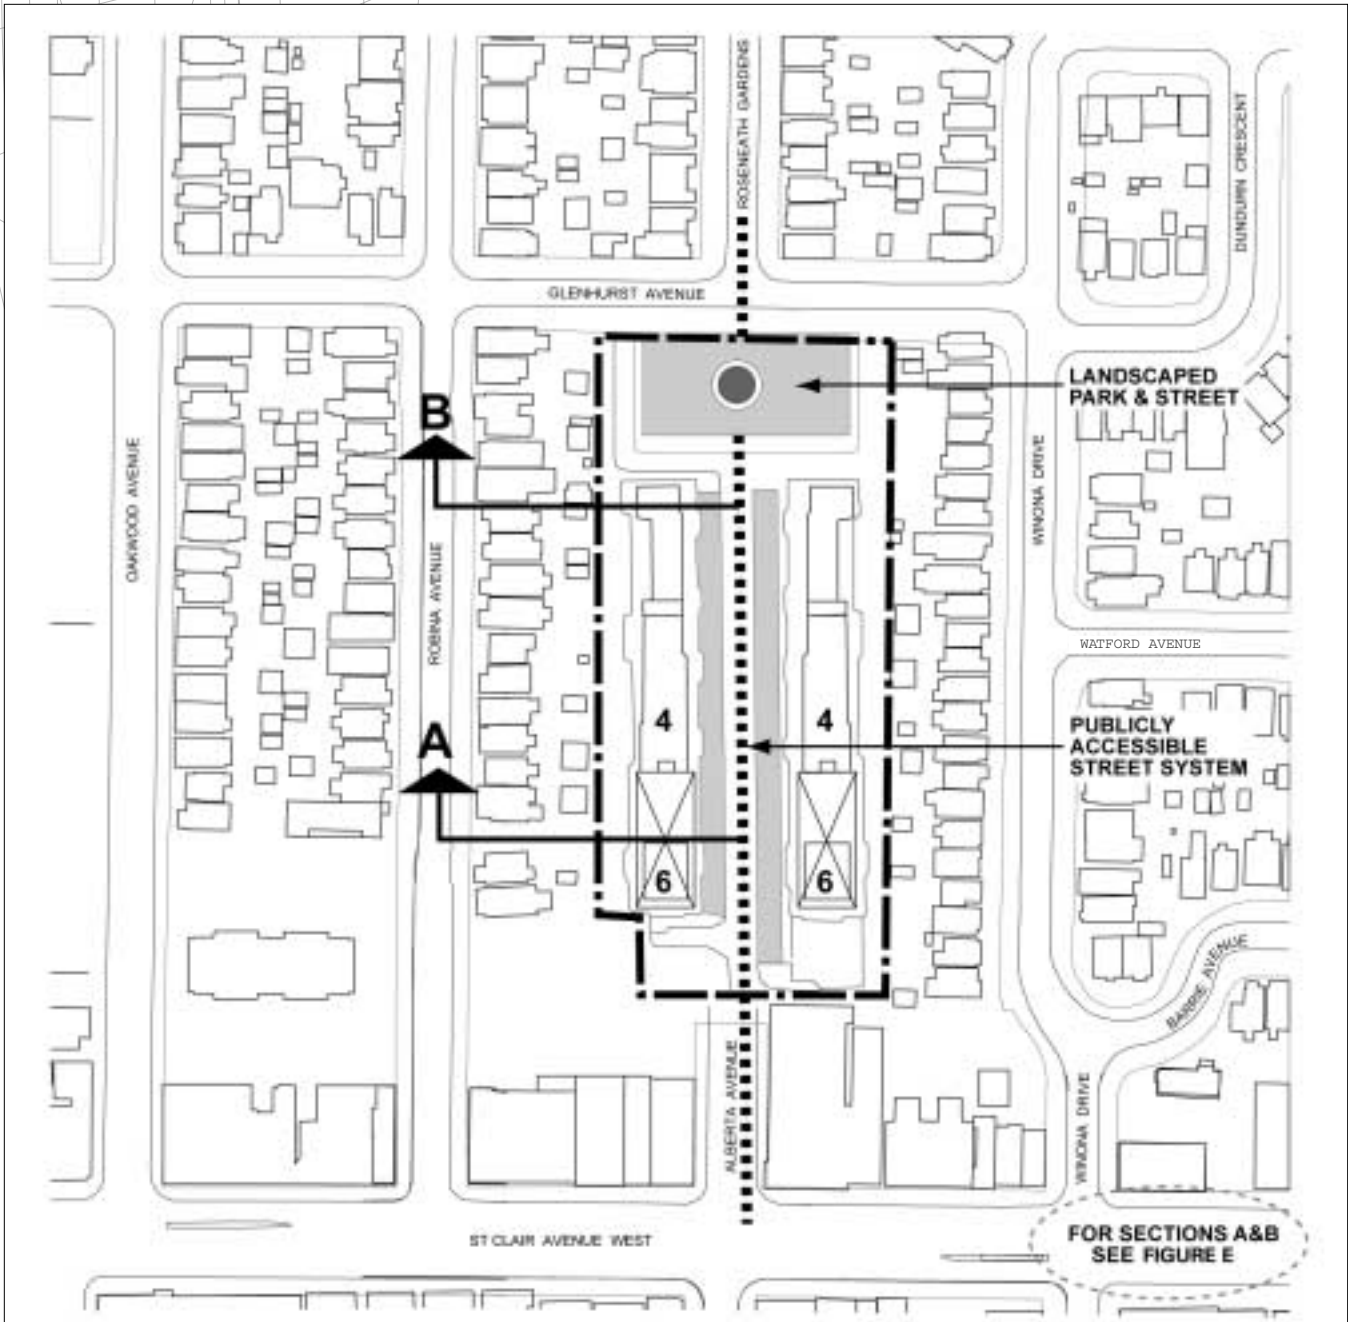 ROSENEATH GARDENS
DUNDURN CRESCENT
GLENHURST AVENUE
LANDSCAPED
PARK & STREET
B
OAKWOOD AVENUE
WINONA DRIVE
ROBINA AVENUE
WATFORD AVENUE
4
4
PUBLICLY
ACCESSIBLE
STREET SYSTEM
A
6
6
BARRIE AVENUE
ALBERTA AVENUE
WINONA DRIVE
FOR SECTIONS A&B
SEE FIGURE E
ST CLAIR AVENUE WEST